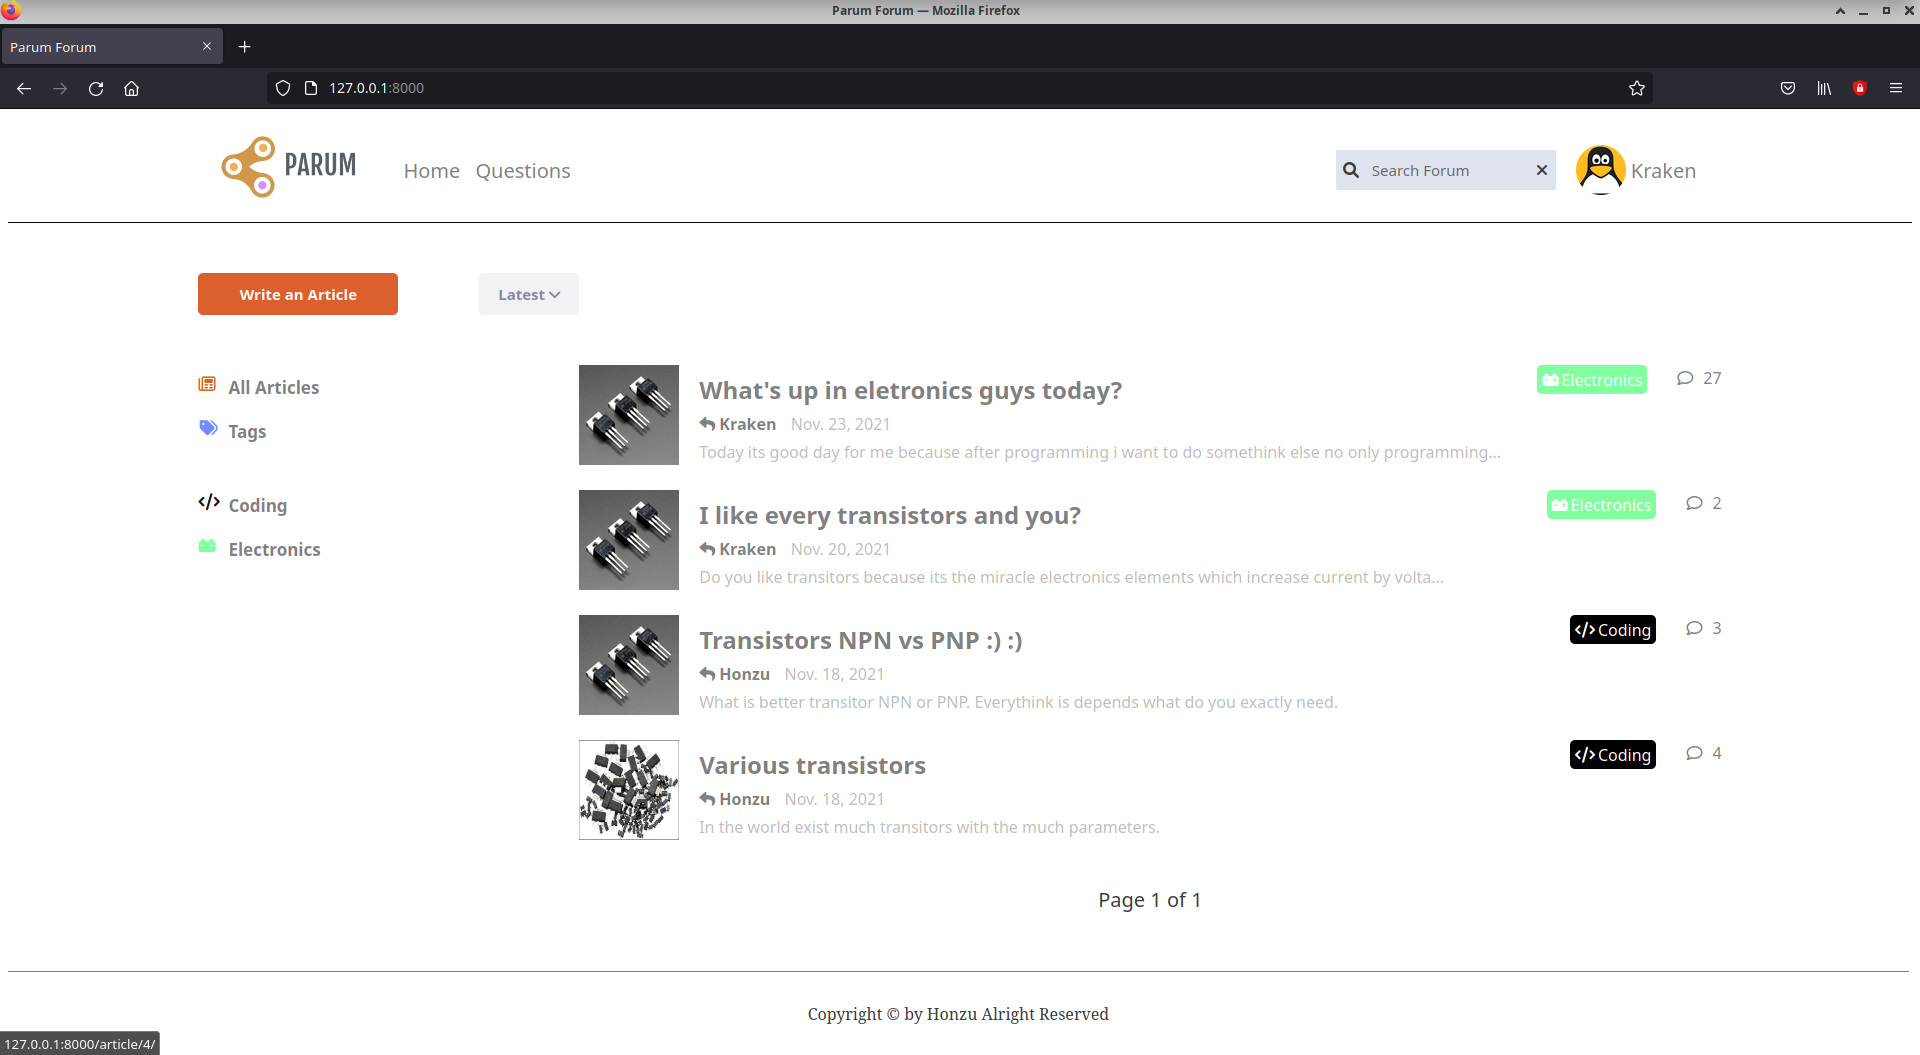 Parum Forum — Mozilla Firefox
Parum Forum
127.0.0.1:8000
PARUM
Home Questions
Search Forum
Kraken
Write an Article
Latest
All Articles
Tags
Coding
Electronics
What's up in eletronics guys today?
Electronics
27
Kraken Nov. 23, 2021
Today its good day for me because after programming i want to do somethink else no only programming...
I like every transistors and you?
Electronics
2
Kraken Nov. 20, 2021
Do you like transitors because its the miracle electronics elements which increase current by volta...
Transistors NPN vs PNP :) :)
</> Coding
3
Honzu Nov. 18, 2021
What is better transitor NPN or PNP. Everythink is depends what do you exactly need.
Various transistors
</> Coding
4
Honzu Nov. 18, 2021
In the world exist much transitors with the much parameters.
Page 1 of 1
Copyright © by Honzu Alright Reserved
127.0.0.1:8000/article/4/